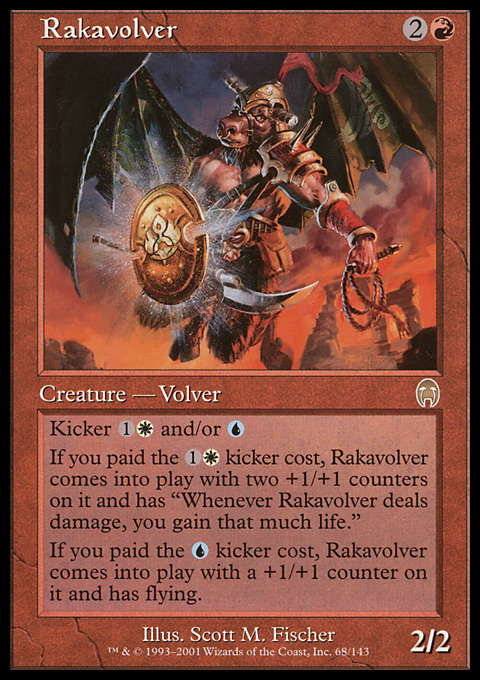 Rakavolver 2
Creature — Volver
Kicker 1 and/or
If you paid the 1 kicker cost, Rakavolver
comes into play with two +1/+1 counters
on it and has “Whenever Rakavolver deals
damage, you gain that much life.”
If you paid the kicker cost, Rakavolver
comes into play with a +1/+1 counter on
it and has flying.
Illus. Scott M. Fischer
™ & © 1993–2001 Wizards of the Coast, Inc. 68/143
2/2